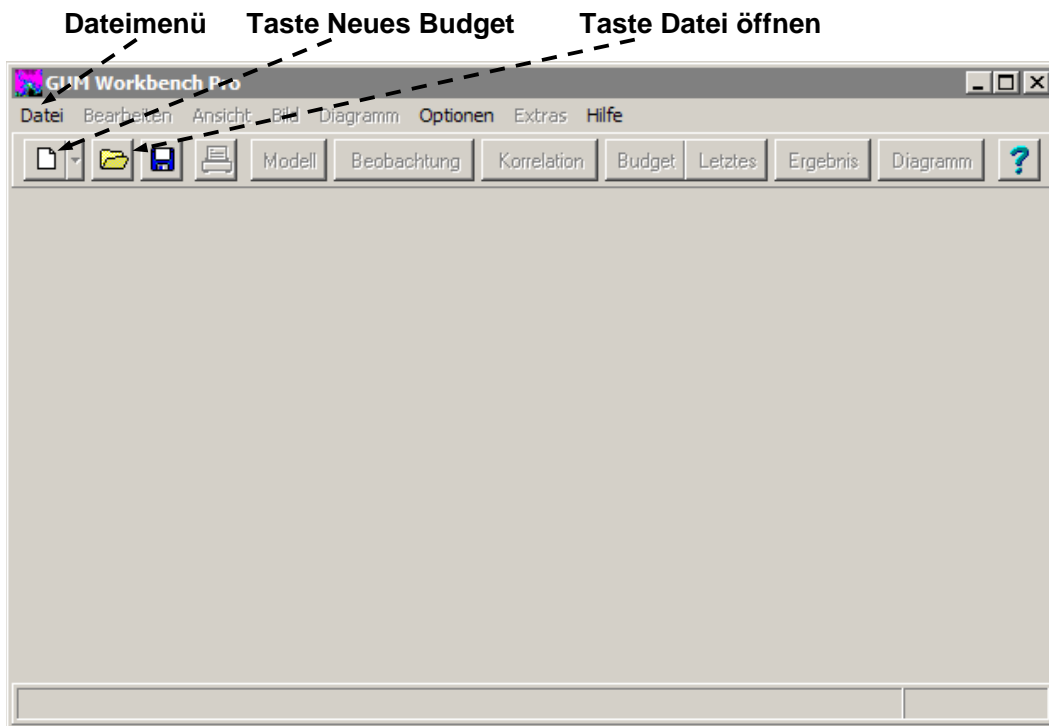 Dateimenü Taste Neues Budget Taste Datei öffnen
GUM Workbench Pro
Datei Bearbeiten Ansicht Bild Diagramm Optionen Extras Hilfe
Modell Beobachtung Korrelation Budget Letztes Ergebnis Diagramm ?